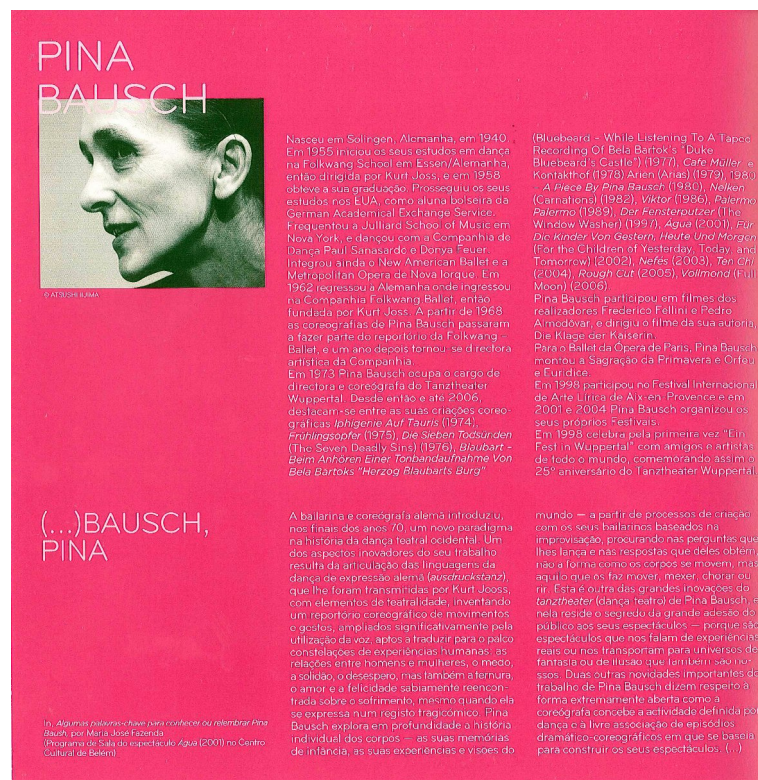 PINA
BAUSCH
© ATSUSHI IIJIMA
Nasceu em Solingen, Alemanha, em 1940.
Em 1955 iniciou os seus estudos em dança
na Folkwang School em Essen/Alemanha,
então dirigida por Kurt Joss, e em 1958
obteve a sua graduação. Prosseguiu os seus
estudos nos EUA, como aluna bolseira da
German Academical Exchange Service.
Frequentou a Julliard School of Music em
Nova York, e dançou com a Companhia de
Dança Paul Sanasardo e Donya Feuer.
Integrou ainda o New American Ballet e a
Metropolitan Opera de Nova Iorque. Em
1962 regressou à Alemanha onde ingressou
na Companhia Folkwang Ballet, então
fundada por Kurt Joss. A partir de 1968
as coreografias de Pina Bausch passaram
a fazer parte do reportório da Folkwang -
Ballet, e um ano depois tornou-se directora
artística da Companhia.
Em 1973 Pina Bausch ocupa o cargo de
directora e coreógrafa do Tanztheater
Wuppertal. Desde então e até 2006,
destacam-se entre as suas criações coreo-
gráficas Iphigenie Auf Tauris (1974),
Frühlingsopfer (1975), Die Sieben Todsünden
(The Seven Deadly Sins) (1976), Blaubart -
Beim Anhören Einer Tonbandaufnahme Von
Béla Bartóks "Herzog Blaubarts Burg"
(Bluebeard - While Listening To A Taped
Recording Of Béla Bartók's "Duke
Bluebeard's Castle") (1977), Cafe Müller e
Kontakthof (1978) Arien (Arias) (1979), 1980
- A Piece By Pina Bausch (1980), Nelken
(Carnations) (1982), Viktor (1986), Palermo,
Palermo (1989), Der Fensterputzer (The
Window Washer) (1997), Água (2001), Für
Die Kinder Von Gestern, Heute Und Morgen
(For the Children of Yesterday, Today, and
Tomorrow) (2002), Nefés (2003), Ten Chi
(2004), Rough Cut (2005), Vollmond (Full
Moon) (2006).
Pina Bausch participou em filmes dos
realizadores Frederico Fellini e Pedro
Almodóvar, e dirigiu o filme da sua autoria,
Die Klage der Kaiserin.
Para o Ballet da Ópera de Paris, Pina Bausch
montou a Sagração da Primavera e Orfeu
e Eurídice.
Em 1998 participou no Festival Internacional
de Arte Lírica de Aix-en-Provence e em
2001 e 2004 Pina Bausch organizou os
seus próprios Festivais.
Em 1998 celebra pela primeira vez "Ein
Fest in Wuppertal" com amigos e artistas
de todo o mundo, comemorando assim o
25º aniversário do Tanztheater Wuppertal.
(...)BAUSCH,
PINA
A bailarina e coreógrafa alemã introduziu,
nos finais dos anos 70, um novo paradigma
na história da dança teatral ocidental. Um
dos aspectos inovadores do seu trabalho
resulta da articulação das linguagens da
dança de expressão alemã (ausdruckstanz),
que lhe foram transmitidas por Kurt Jooss,
com elementos de teatralidade, inventando
um reportório coreográfico de movimentos
e gestos, ampliados significativamente pela
utilização da voz, aptos a traduzir para o palco
constelações de experiências humanas: as
relações entre homens e mulheres, o medo,
a solidão, o desespero, mas também a ternura,
o amor e a felicidade sabiamente reencon-
trada sobre o sofrimento, mesmo quando ela
se expressa num registo tragicómico. Pina
Bausch explora em profundidade a história
individual dos corpos — as suas memórias
de infância, as suas experiências e visões do
mundo — a partir de processos de criação
com os seus bailarinos baseados na
improvisação, procurando nas perguntas que
lhes lança e nas respostas que deles obtém,
não a forma como os corpos se movem, mas
aquilo que os faz mover, mexer, chorar ou
rir. Esta é outra das grandes inovações do
tanztheater (dança teatro) de Pina Bausch, e
nela reside o segredo da grande adesão do
público aos seus espectáculos — porque são
espectáculos que nos falam de experiências
reais ou nos transportam para universos de
fantasia ou de ilusão que também são no-
ssos. Duas outras novidades importantes do
trabalho de Pina Bausch dizem respeito à
forma extremamente aberta como a
coreógrafa concebe a actividade definida por
dança e à livre associação de episódios
dramático-coreográficos em que se baseia
para construir os seus espectáculos. (...)
In, Algumas palavras-chave para conhecer ou relembrar Pina
Baush, por Maria José Fazenda
(Programa de Sala do espectáculo Água (2001) no Centro
Cultural de Belém)